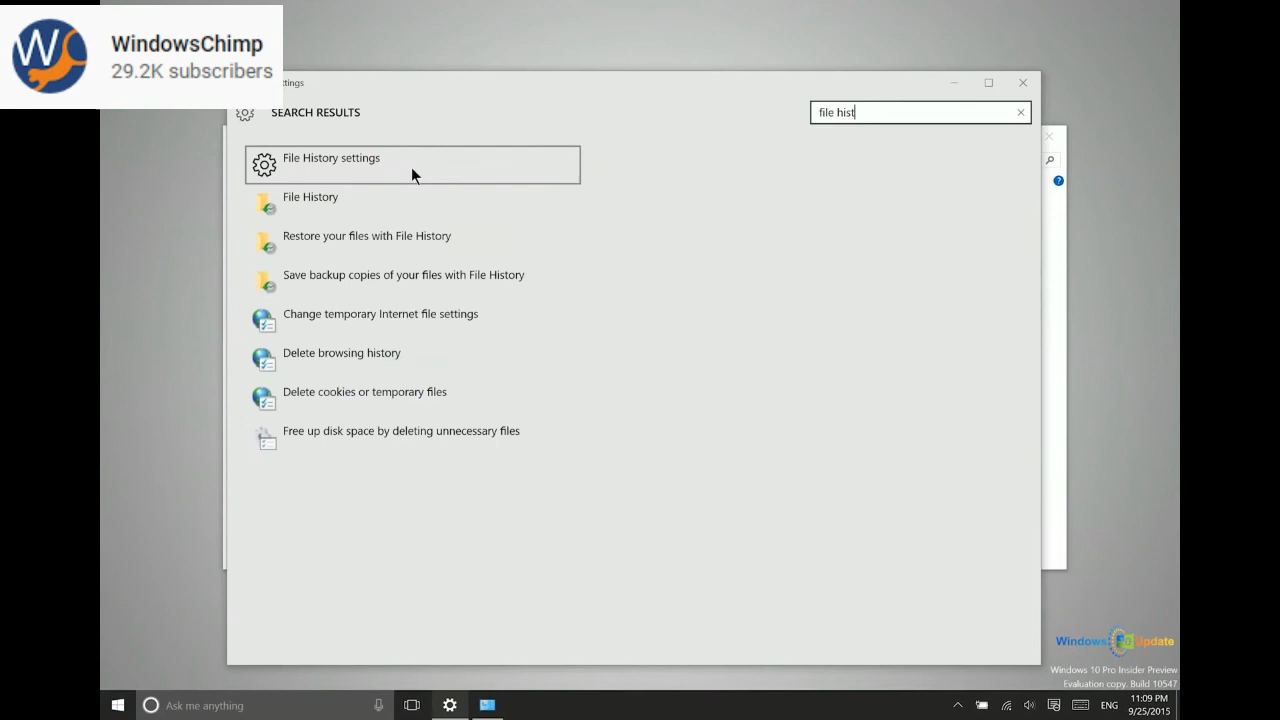 WindowsChimp
29.2K subscribers
ttings
SEARCH RESULTS
file hist
File History settings
File History
Restore your files with File History
Save backup copies of your files with File History
Change temporary Internet file settings
Delete browsing history
Delete cookies or temporary files
Free up disk space by deleting unnecessary files
Windows Update
Windows 10 Pro Insider Preview
Evaluation copy. Build 10547
Ask me anything
ENG
11:09 PM
9/25/2015